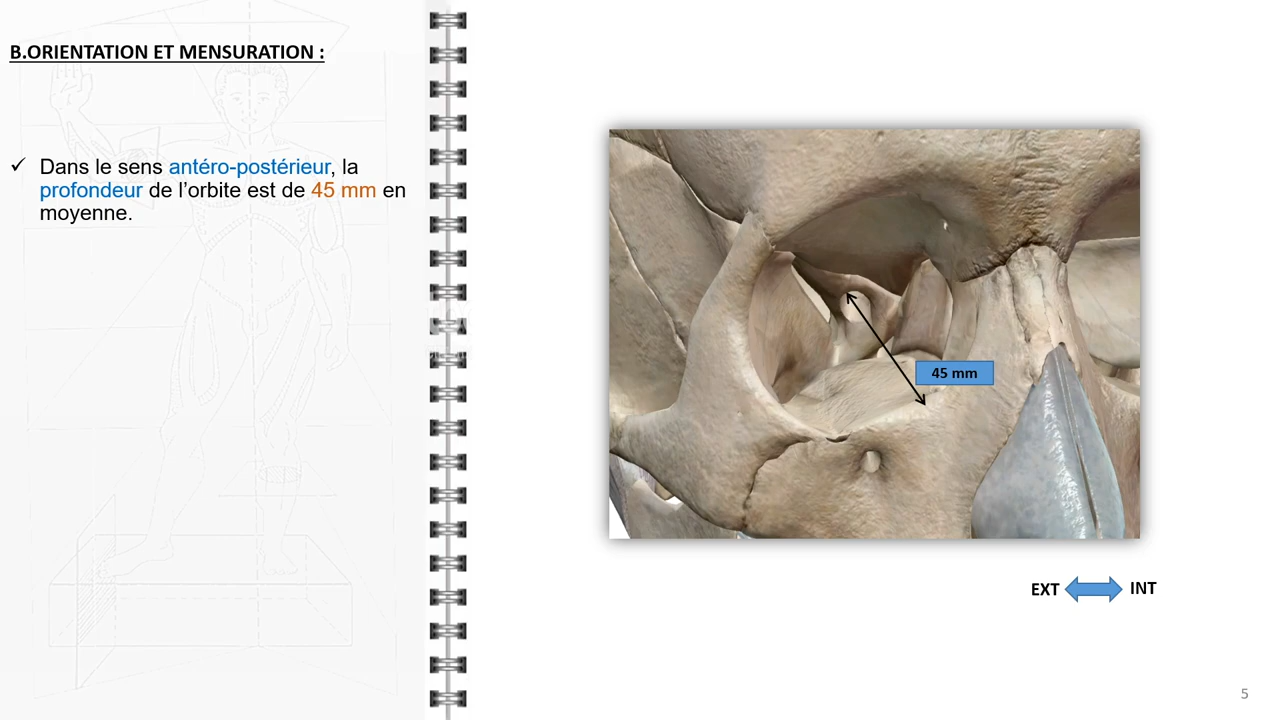 B.ORIENTATION ET MENSURATION :
✓ Dans le sens antéro-postérieur, la
profondeur de l’orbite est de 45 mm en
moyenne.
45 mm
EXT INT
5